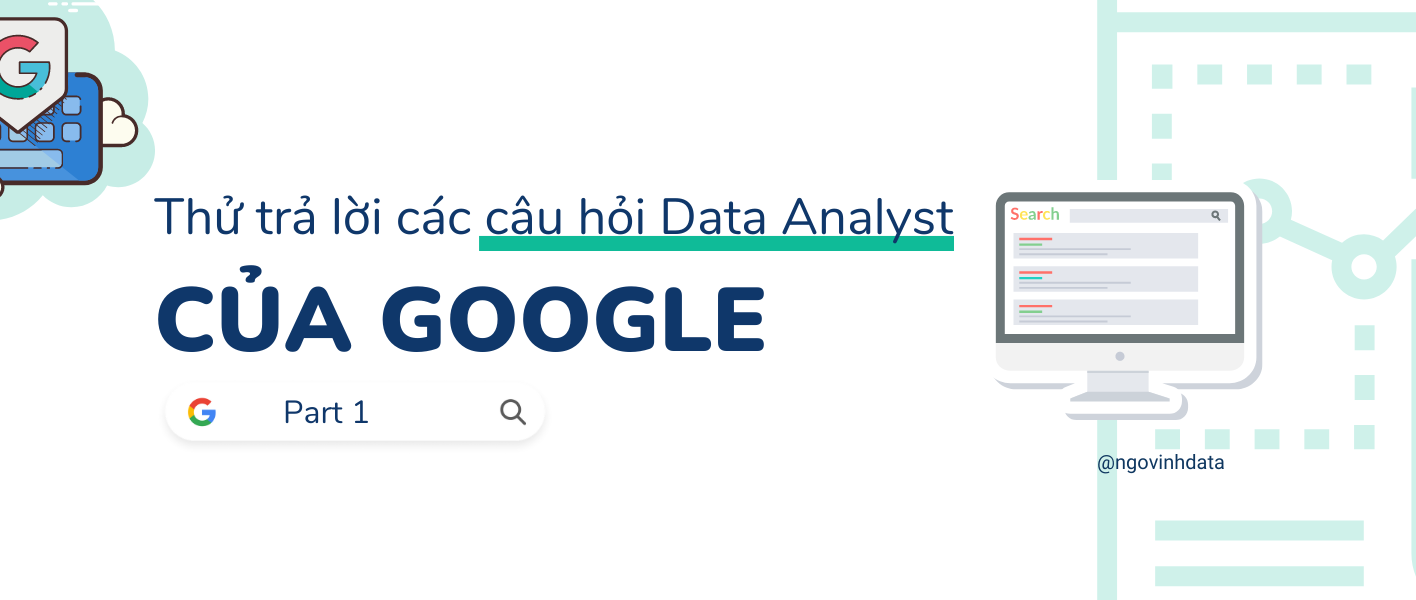 Thử trả lời các câu hỏi Data Analyst
CỦA GOOGLE
Part 1
Search
@ngovinhdata